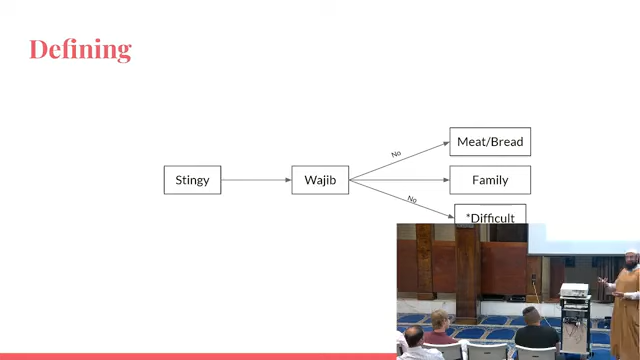 Defining
Stingy
Wajib
No
Meat/Bread
Family
No
*Difficult